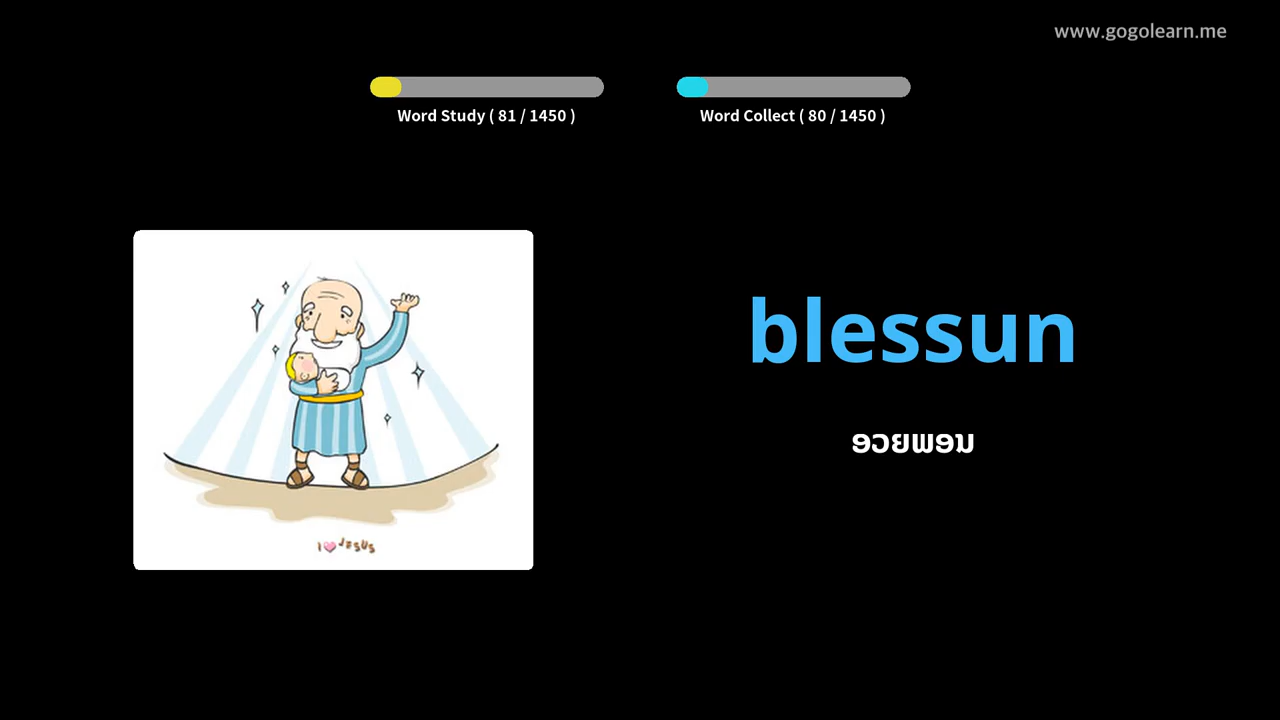 www.gogolearn.me
Word Study ( 81 / 1450 )
Word Collect ( 80 / 1450 )
blessun
ອວຍພອນ
I JESUS